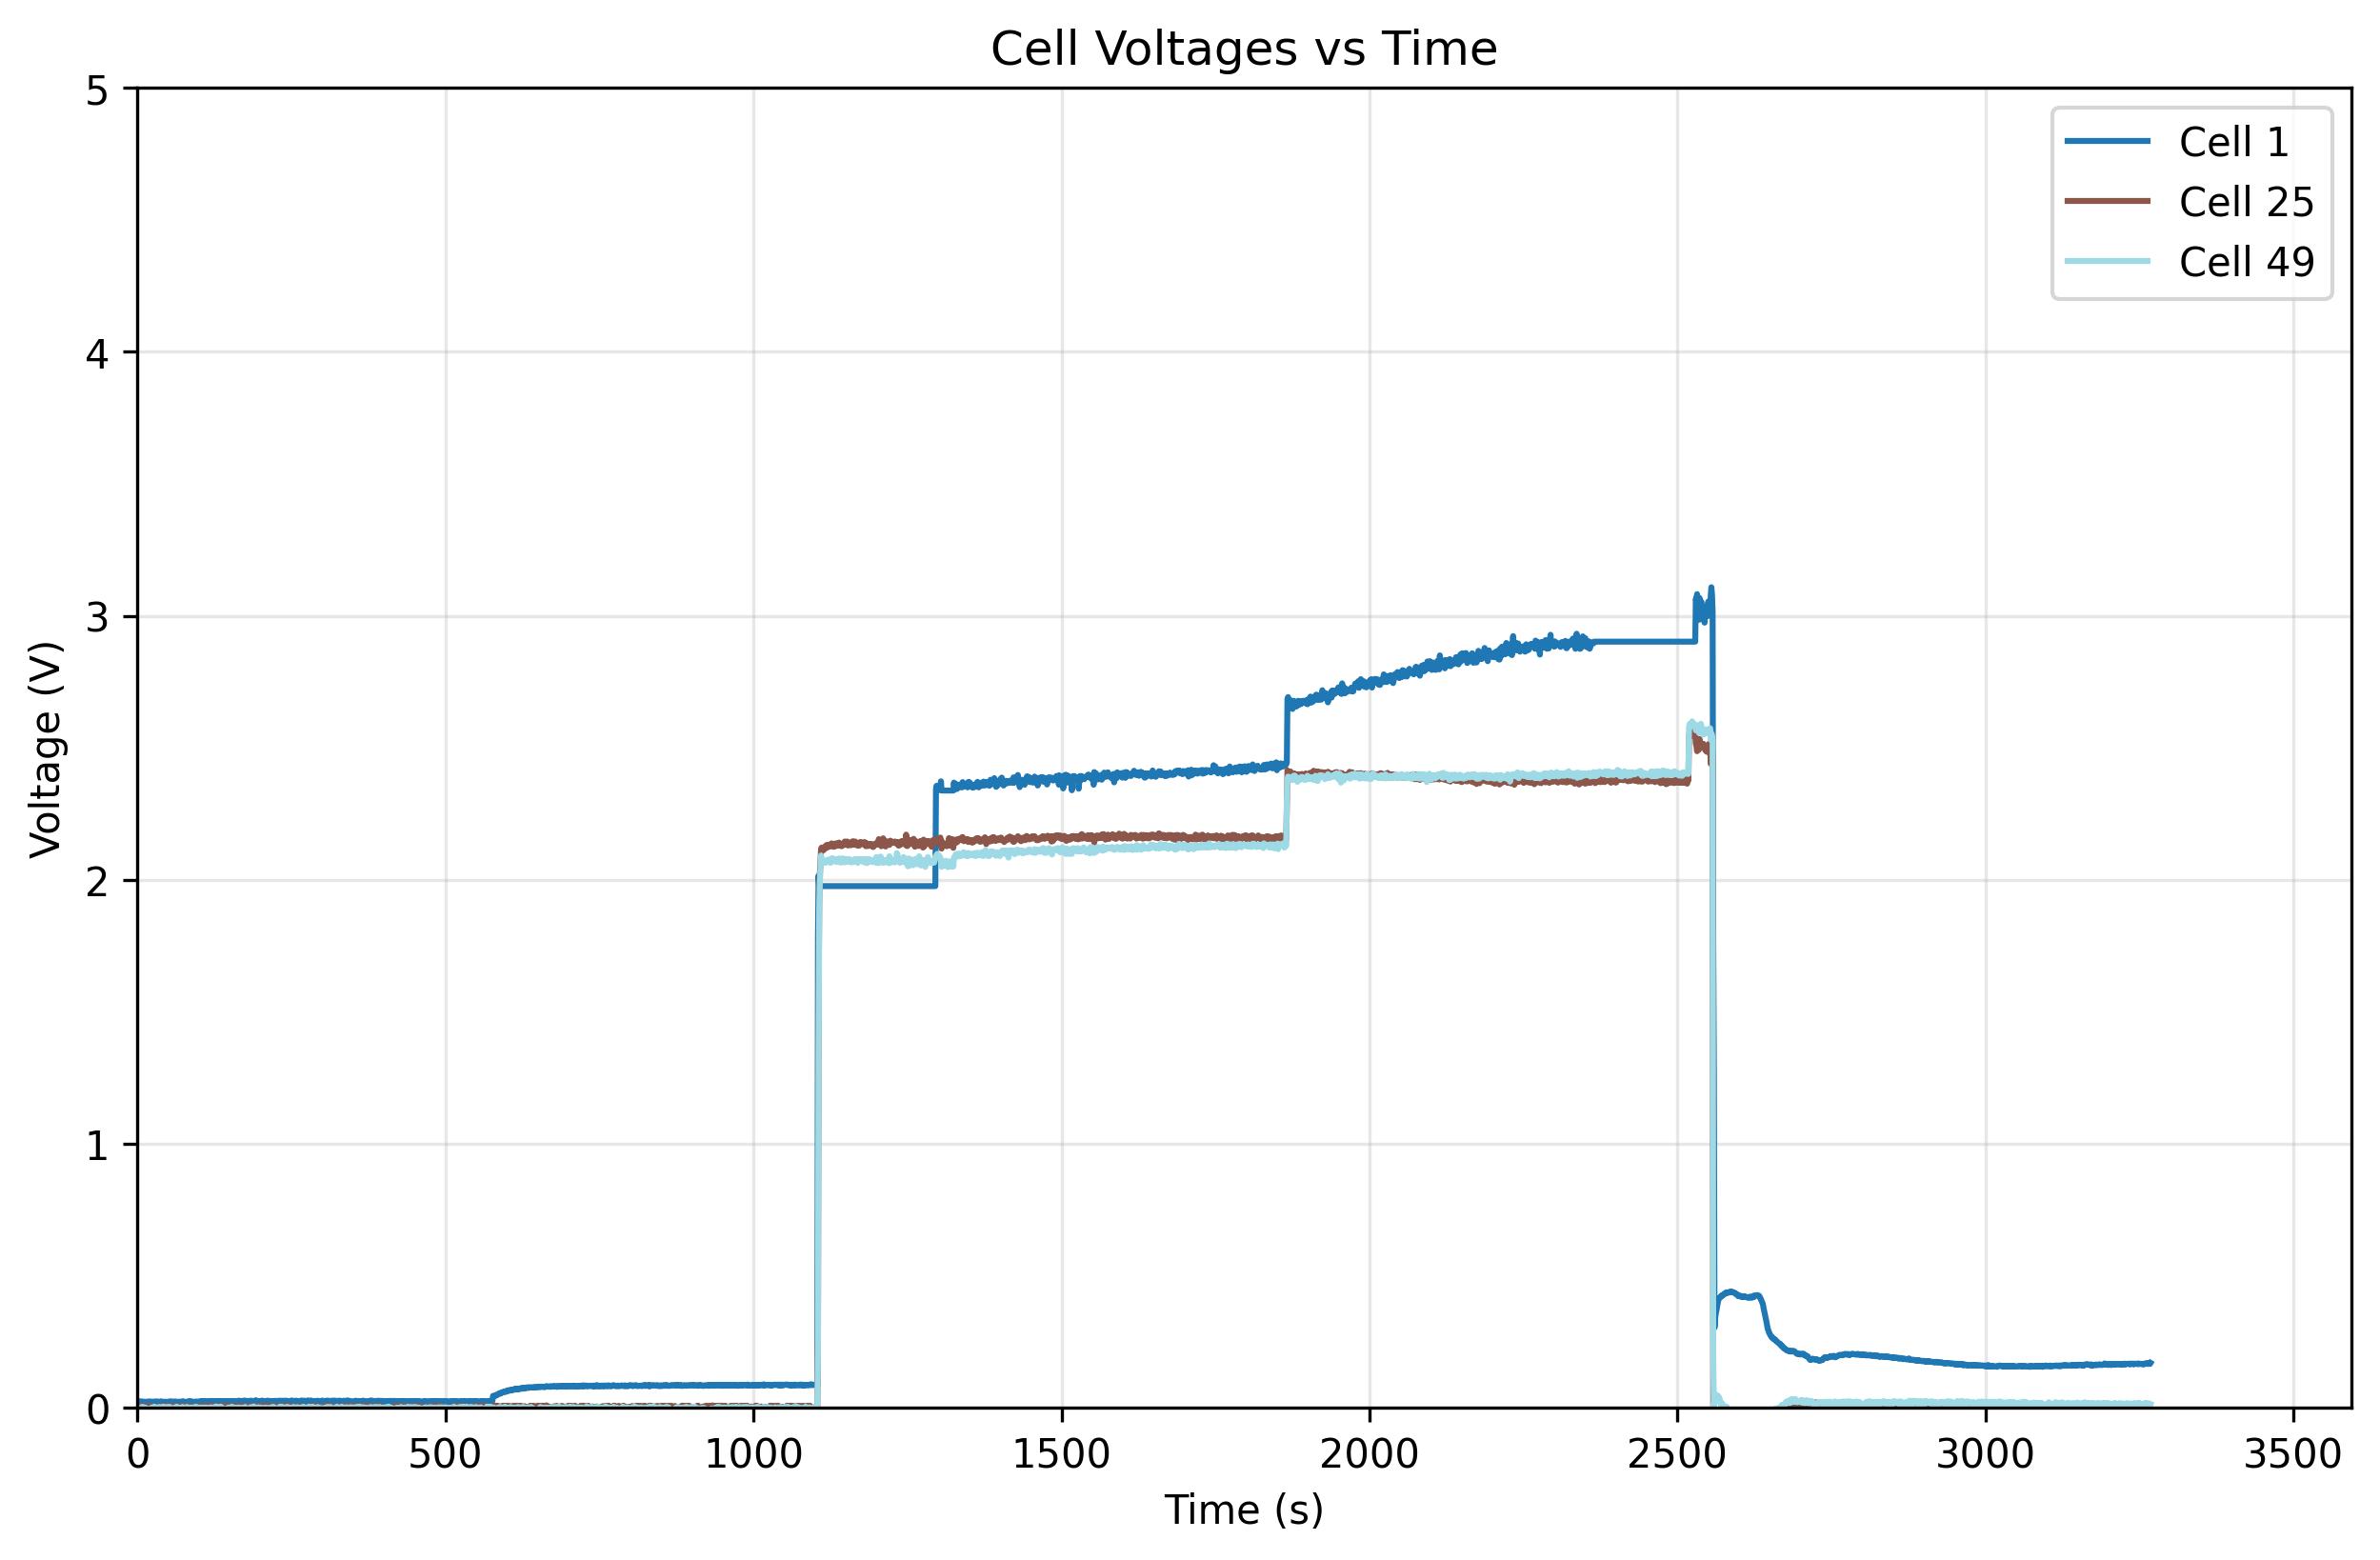 Cell Voltages vs Time
Cell 1
Cell 25
Cell 49
Voltage (V)
5
4
3
2
1
0
0 500 1000 1500 2000 2500 3000 3500
Time (s)